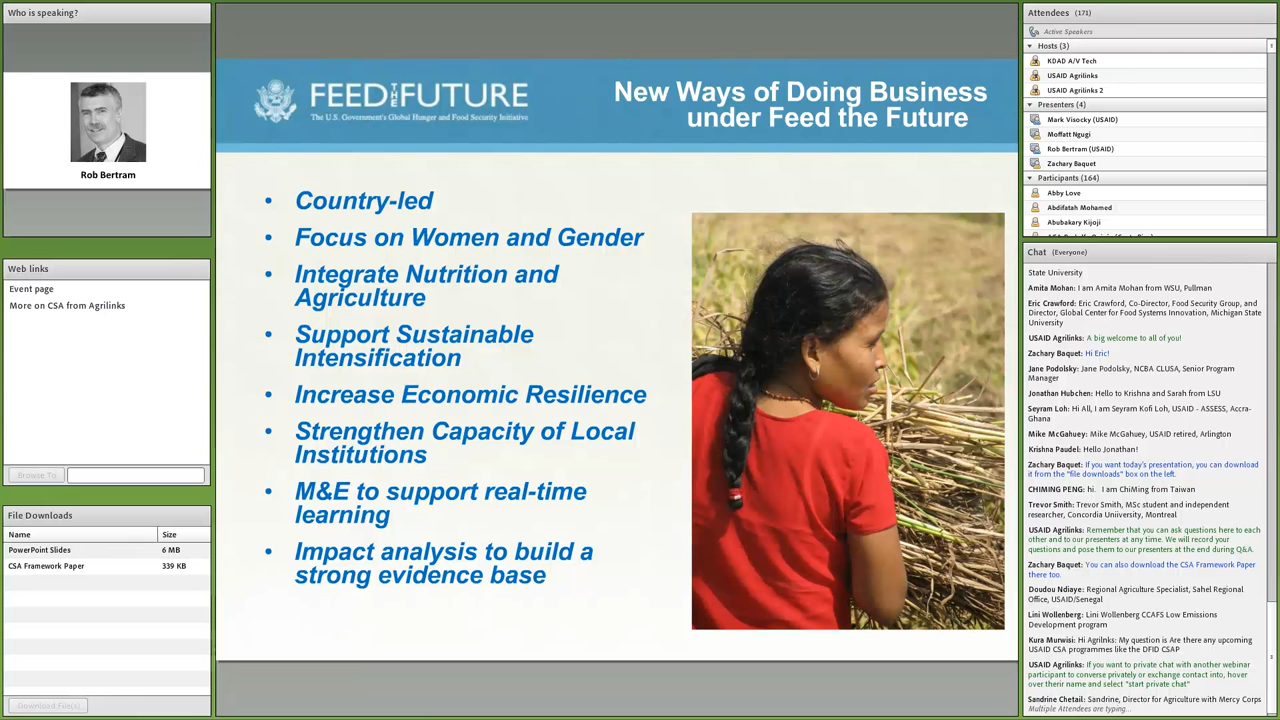 Who is speaking?
Rob Bertram
Web links
Event page
More on CSA from Agrilinks
Browse To
File Downloads
Name Size
PowerPoint Slides 6 MB
CSA Framework Paper 339 KB
Download File(s)
FEED THE FUTURE
The U.S. Government's Global Hunger and Food Security Initiative
New Ways of Doing Business
under Feed the Future
• Country-led
• Focus on Women and Gender
• Integrate Nutrition and
Agriculture
• Support Sustainable
Intensification
• Increase Economic Resilience
• Strengthen Capacity of Local
Institutions
• M&E to support real-time
learning
• Impact analysis to build a
strong evidence base
Attendees (171)
Active Speakers
Hosts (3)
KDAD A/V Tech
USAID Agrilinks
USAID Agrilinks 2
Presenters (4)
Mark Visocky (USAID)
Moffatt Ngugi
Rob Bertram (USAID)
Zachary Baquet
Participants (164)
Abby Love
Abdifatah Mohamed
Abubakary Kijoji
Chat (Everyone)
State University
Amita Mohan: I am Amita Mohan from WSU, Pullman
Eric Crawford: Eric Crawford, Co-Director, Food Security Group, and
Director, Global Center for Food Systems Innovation, Michigan State
University
USAID Agrilinks: A big welcome to all of you!
Zachary Baquet: Hi Eric!
Jane Podolsky: Jane Podolsky, NCBA CLUSA, Senior Program
Manager
Jonathan Hubchen: Hello to Krishna and Sarah from LSU
Seyram Loh: Hi All, I am Seyram Kofi Loh, USAID - ASSESS, Accra-
Ghana
Mike McGahuey: Mike McGahuey, USAID retired, Arlington
Krishna Paudel: Hello Jonathan!
Zachary Baquet: If you want today's presentation, you can download
it from the "file downloads" box on the left.
CHIMING PENG: hi. I am ChiMing from Taiwan
Trevor Smith: Trevor Smith, MSc student and independent
researcher, Concordia University, Montreal
USAID Agrilinks: Remember that you can ask questions here to each
other and to our presenters at any time. We will record your
questions and pose them to our presenters at the end during Q&A.
Zachary Baquet: You can also download the CSA Framework Paper
there too.
Doudou Ndiaye: Regional Agriculture Specialist, Sahel Regional
Office, USAID/Senegal
Lini Wollenberg: Lini Wollenberg CCAFS Low Emissions
Development program
Kura Murwisi: Hi Agrilnks: My question is Are there any upcoming
USAID CSA programmes like the DFID CSAP
USAID Agrilinks: If you want to private chat with another webinar
participant to converse privately or exchange contact into, hover
over therir name and select "start private chat"
Sandrine Chetail: Sandrine, Director for Agriculture with Mercy Corps
Multiple Attendees are typing...